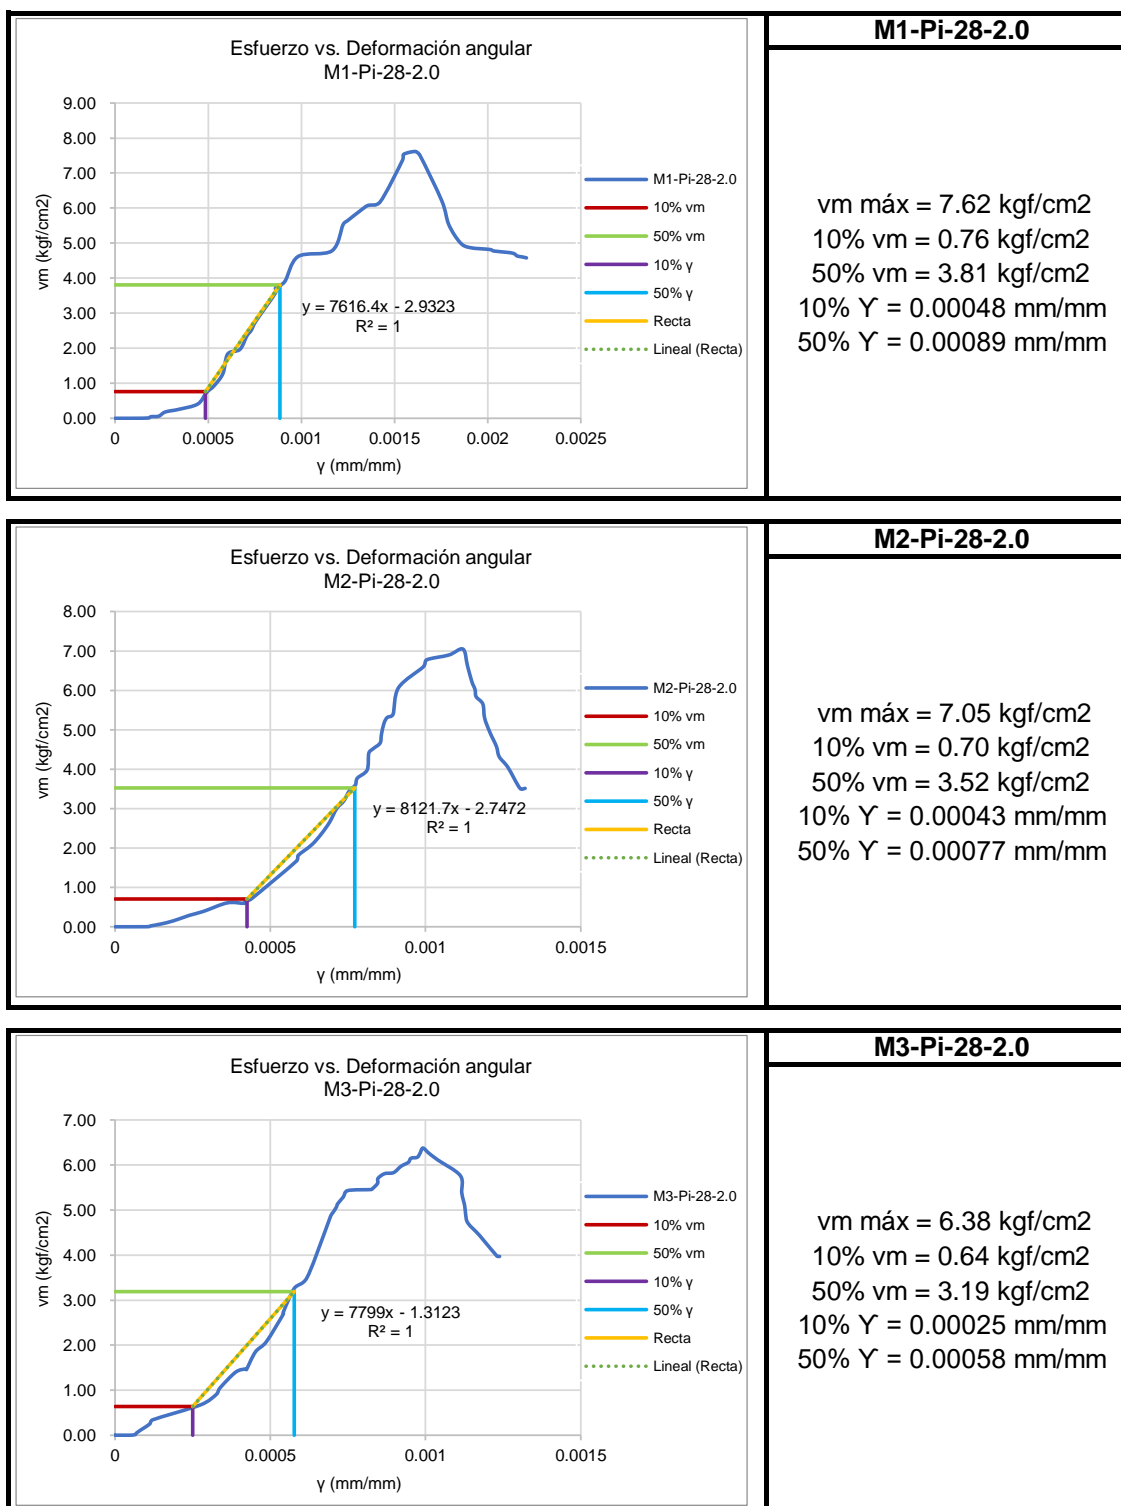 Esfuerzo vs. Deformación angular
M1-Pi-28-2.0
9.00
8.00
7.00
6.00
5.00
4.00
3.00
2.00
1.00
0.00
vm (kgf/cm2)
0 0.0005 0.001 0.0015 0.002 0.0025
γ (mm/mm)
y = 7616.4x - 2.9323
R² = 1
M1-Pi-28-2.0
10% vm
50% vm
10% γ
50% γ
Recta
Lineal (Recta)
M1-Pi-28-2.0
vm máx = 7.62 kgf/cm2
10% vm = 0.76 kgf/cm2
50% vm = 3.81 kgf/cm2
10% ϒ = 0.00048 mm/mm
50% ϒ = 0.00089 mm/mm
Esfuerzo vs. Deformación angular
M2-Pi-28-2.0
8.00
7.00
6.00
5.00
4.00
3.00
2.00
1.00
0.00
vm (kgf/cm2)
0 0.0005 0.001 0.0015
γ (mm/mm)
y = 8121.7x - 2.7472
R² = 1
M2-Pi-28-2.0
10% vm
50% vm
10% γ
50% γ
Recta
Lineal (Recta)
M2-Pi-28-2.0
vm máx = 7.05 kgf/cm2
10% vm = 0.70 kgf/cm2
50% vm = 3.52 kgf/cm2
10% ϒ = 0.00043 mm/mm
50% ϒ = 0.00077 mm/mm
Esfuerzo vs. Deformación angular
M3-Pi-28-2.0
7.00
6.00
5.00
4.00
3.00
2.00
1.00
0.00
vm (kgf/cm2)
0 0.0005 0.001 0.0015
γ (mm/mm)
y = 7799x - 1.3123
R² = 1
M3-Pi-28-2.0
10% vm
50% vm
10% γ
50% γ
Recta
Lineal (Recta)
M3-Pi-28-2.0
vm máx = 6.38 kgf/cm2
10% vm = 0.64 kgf/cm2
50% vm = 3.19 kgf/cm2
10% ϒ = 0.00025 mm/mm
50% ϒ = 0.00058 mm/mm